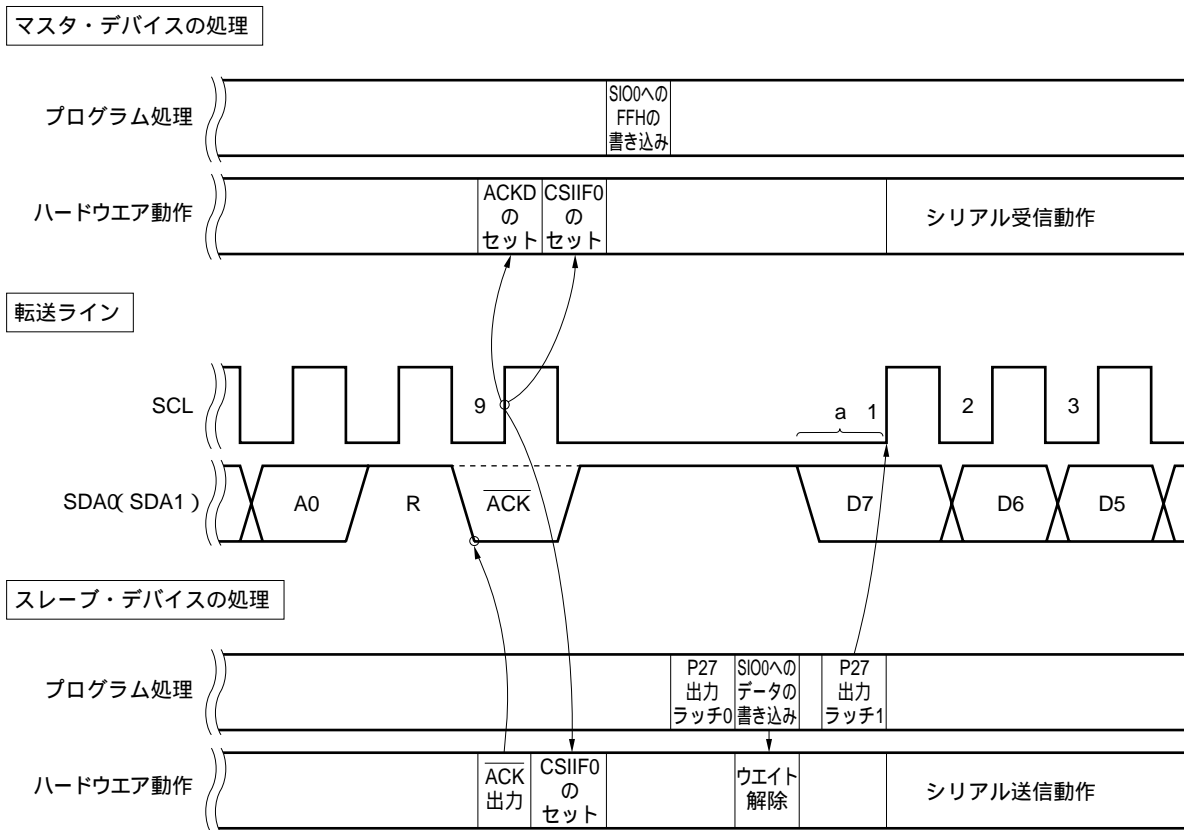 マスタ・デバイスの処理
プログラム処理
SIO0への
FFHの
書き込み
ハードウエア動作
ACKD
の
セット
CSIIF0
の
セット
シリアル受信動作
転送ライン
SCL
9
a
1
2
3
SDA0( SDA1 )
A0
R
ACK
D7
D6
D5
スレーブ・デバイスの処理
プログラム処理
P27
出力
ラッチ0
SIO0への
データの
書き込み
P27
出力
ラッチ1
ハードウエア動作
ACK
出力
CSIIF0
の
セット
ウエイト
解除
シリアル送信動作